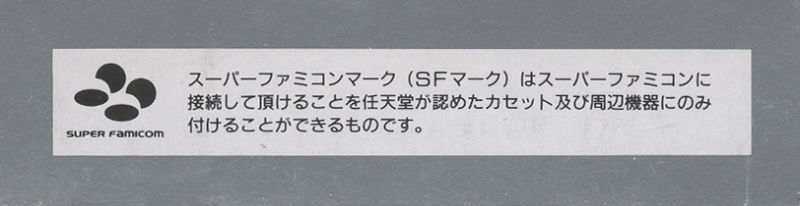 スーパーファミコンマーク（SFマーク）はスーパーファミコンに
接続して頂けることを任天堂が認めたカセット及び周辺機器にのみ
付けることができるものです。
SUPER FAMICOM